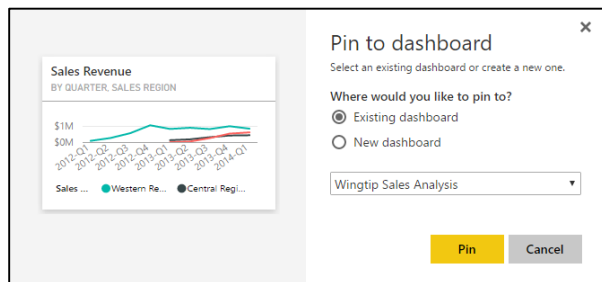 Pin to dashboard
Select an existing dashboard or create a new one.
Where would you like to pin to?
Existing dashboard
New dashboard
Wingtip Sales Analysis
Pin
Cancel
Sales Revenue
BY QUARTER, SALES REGION
$1M
$0M
2012-Q1
2012-Q2
2012-Q3
2012-Q4
2013-Q1
2013-Q2
2013-Q3
2013-Q4
2014-Q1
Sales ... Western Re... Central Regi...